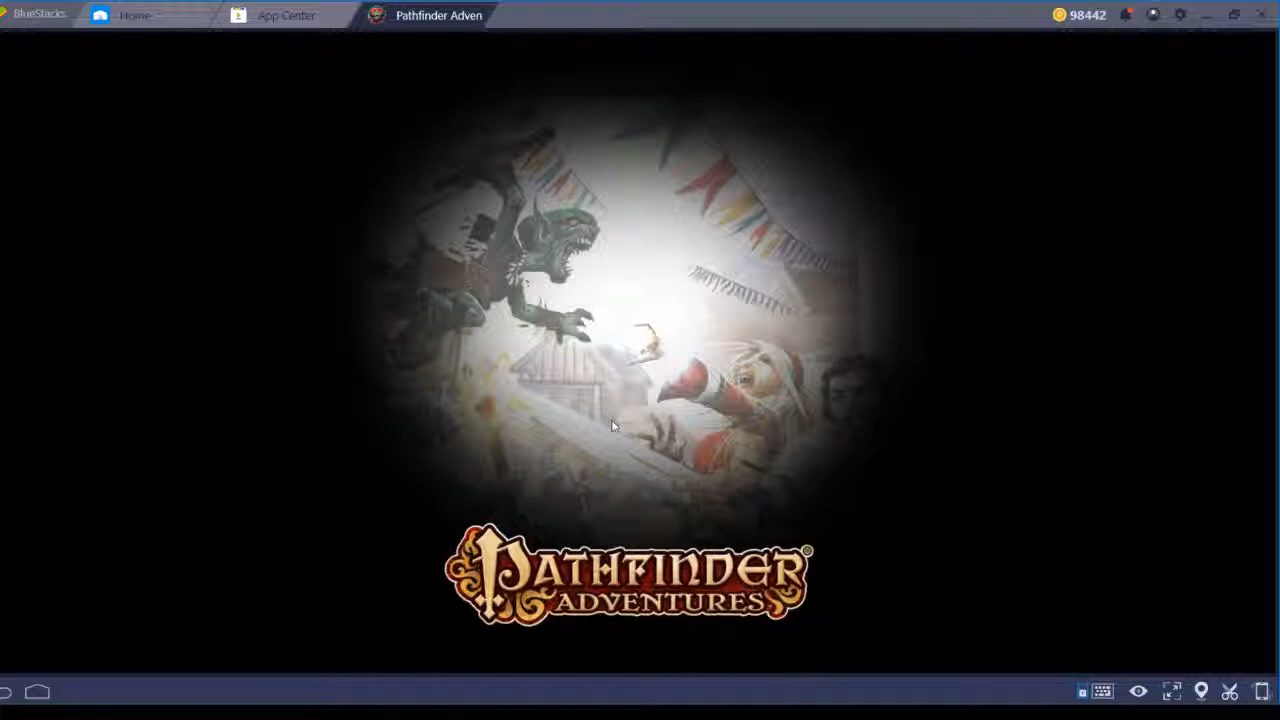 BlueStacks
Home
App Center
Pathfinder Adven
98442
PATHFINDER
ADVENTURES